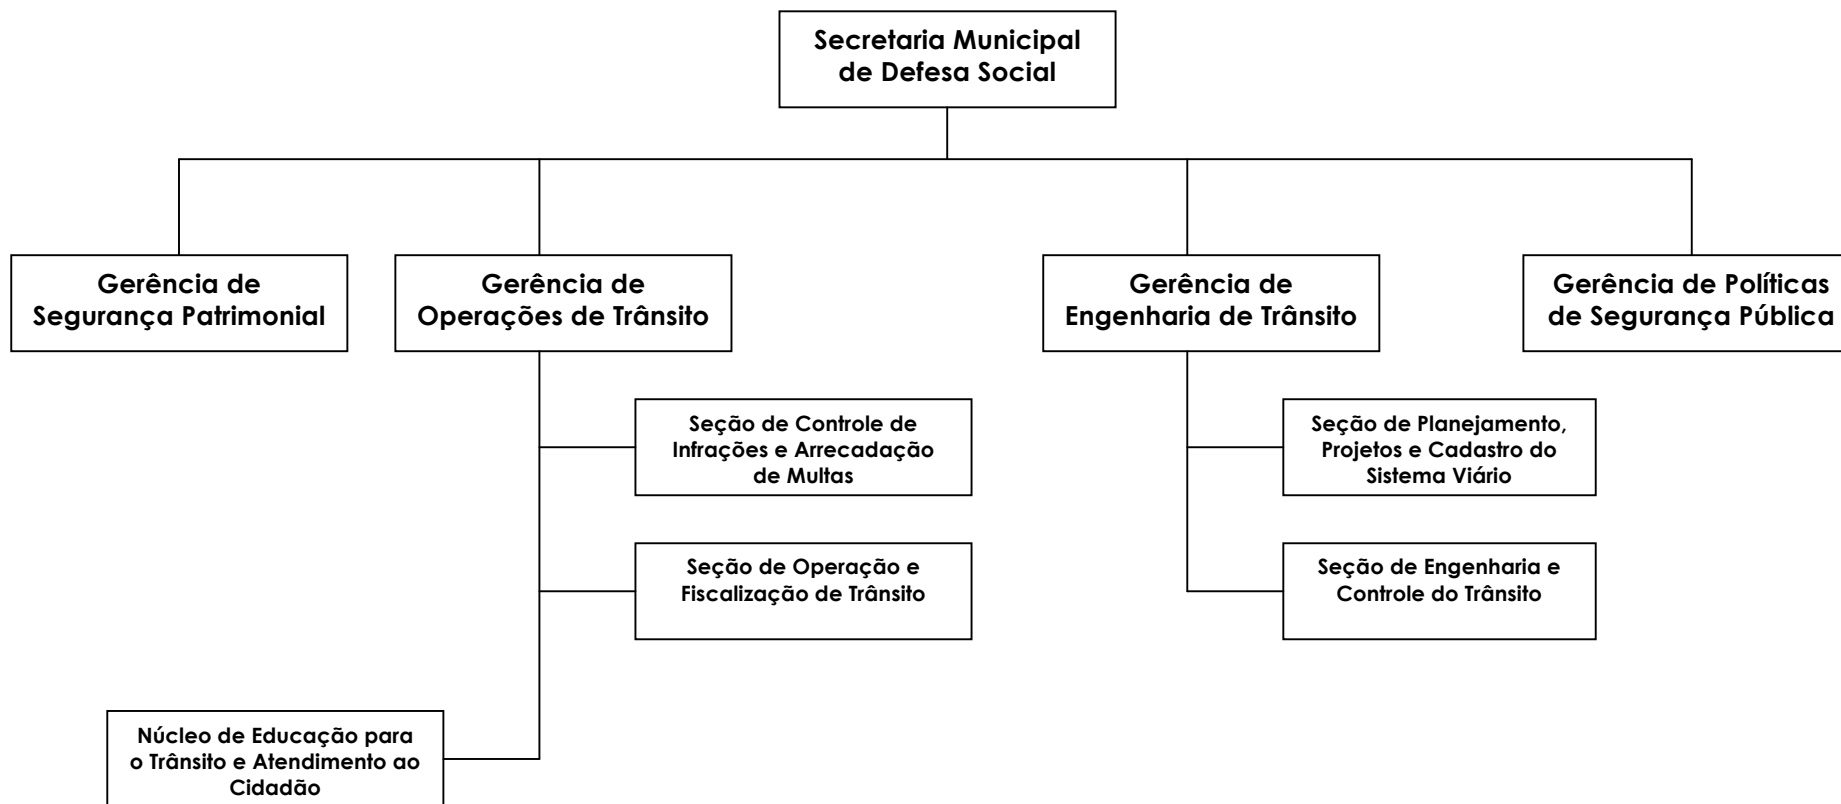 Secretaria Municipal
de Defesa Social
Gerência de
Segurança Patrimonial
Gerência de
Operações de Trânsito
Gerência de
Engenharia de Trânsito
Gerência de Políticas
de Segurança Pública
Seção de Controle de
Infrações e Arrecadação
de Multas
Seção de Planejamento,
Projetos e Cadastro do
Sistema Viário
Seção de Operação e
Fiscalização de Trânsito
Seção de Engenharia e
Controle do Trânsito
Núcleo de Educação para
o Trânsito e Atendimento ao
Cidadão